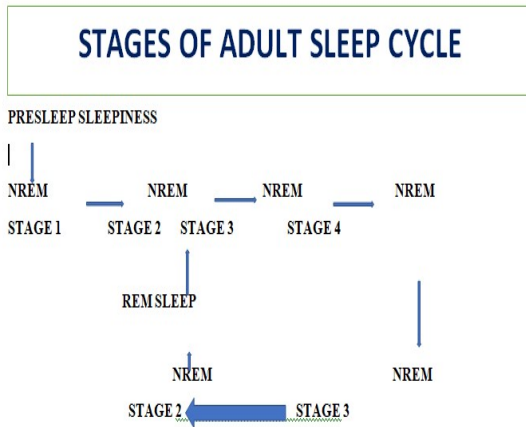 STAGES OF ADULT SLEEP CYCLE
PRESLEEP SLEEPINESS
NREM NREM NREM NREM
STAGE 1 STAGE 2 STAGE 3 STAGE 4
REM SLEEP
NREM NREM
STAGE 2 STAGE 3